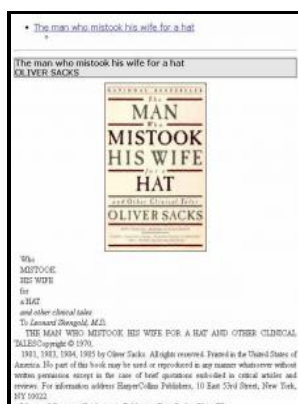 The man who mistook his wife for a hat
The man who mistook his wife for a hat
OLIVER SACKS
NATIONAL BESTSELLER
The
MAN
Who
MISTOOK
HIS WIFE
for a
HAT
and Other Clinical Tales
OLIVER SACKS
Who
MISTOOK
HIS WIFE
for
a HAT
and other clinical tales
To Leonard Shengold, M.D.
THE MAN WHO MISTOOK HIS WIFE FOR A HAT AND OTHER CLINICAL
TALESCopyright © 1970,
1981, 1983, 1984, 1985 by Oliver Sacks. All rights reserved. Printed in the United States of
America. No part of this book may be used or reproduced in any manner whatsoever without
written permission except in the case of brief quotations embodied in critical articles and
reviews. For information address HarperCollins Publishers, 10 East 53rd Street, New York,
NY 10022.